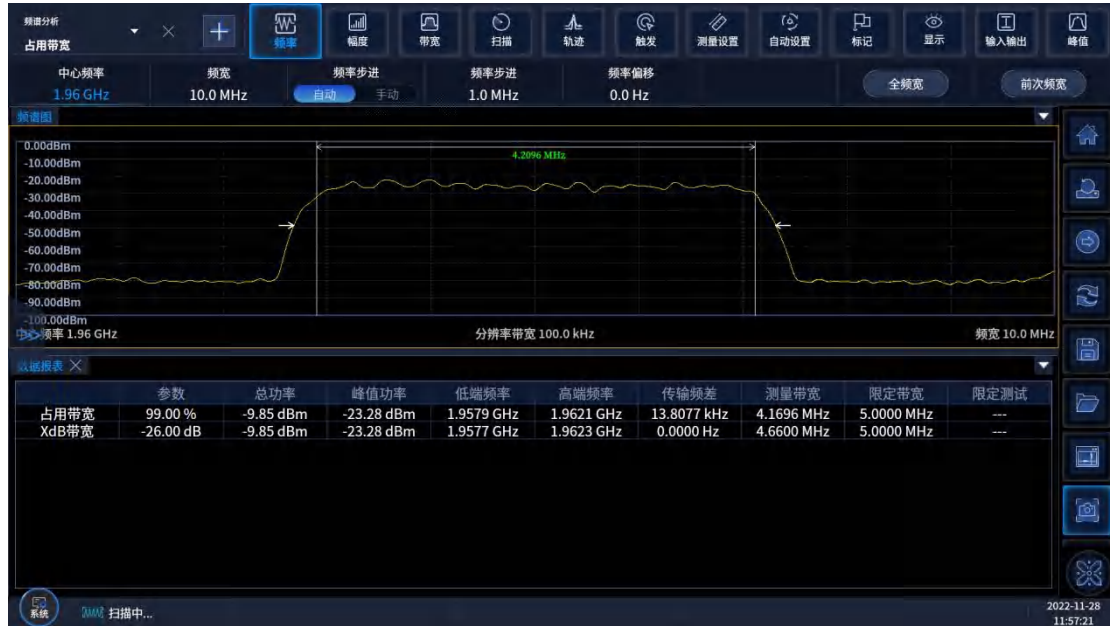 频谱分析
占用带宽
频率
幅度
带宽
扫描
轨迹
触发
测量设置
自动设置
标记
显示
输入输出
峰值
中心频率
1.96 GHz
频宽
10.0 MHz
频率步进
自动 手动
频率步进
1.0 MHz
频率偏移
0.0 Hz
全频宽
前次频宽
频谱图
0.00dBm
4.2096 MHz
-10.00dBm
-20.00dBm
-30.00dBm
-40.00dBm
-50.00dBm
-60.00dBm
-70.00dBm
-80.00dBm
-90.00dBm
-100.00dBm
中心频率 1.96 GHz 分辨率带宽 100.0 kHz 频宽 10.0 MHz
数据报表
参数 总功率 峰值功率 低端频率 高端频率 传输频差 测量带宽 限定带宽 限定测试
占用带宽 99.00 % -9.85 dBm -23.28 dBm 1.9579 GHz 1.9621 GHz 13.8077 kHz 4.1696 MHz 5.0000 MHz ---
XdB带宽 -26.00 dB -9.85 dBm -23.28 dBm 1.9577 GHz 1.9623 GHz 0.0000 Hz 4.6600 MHz 5.0000 MHz ---
系统
扫描中...
2022-11-28
11:57:21